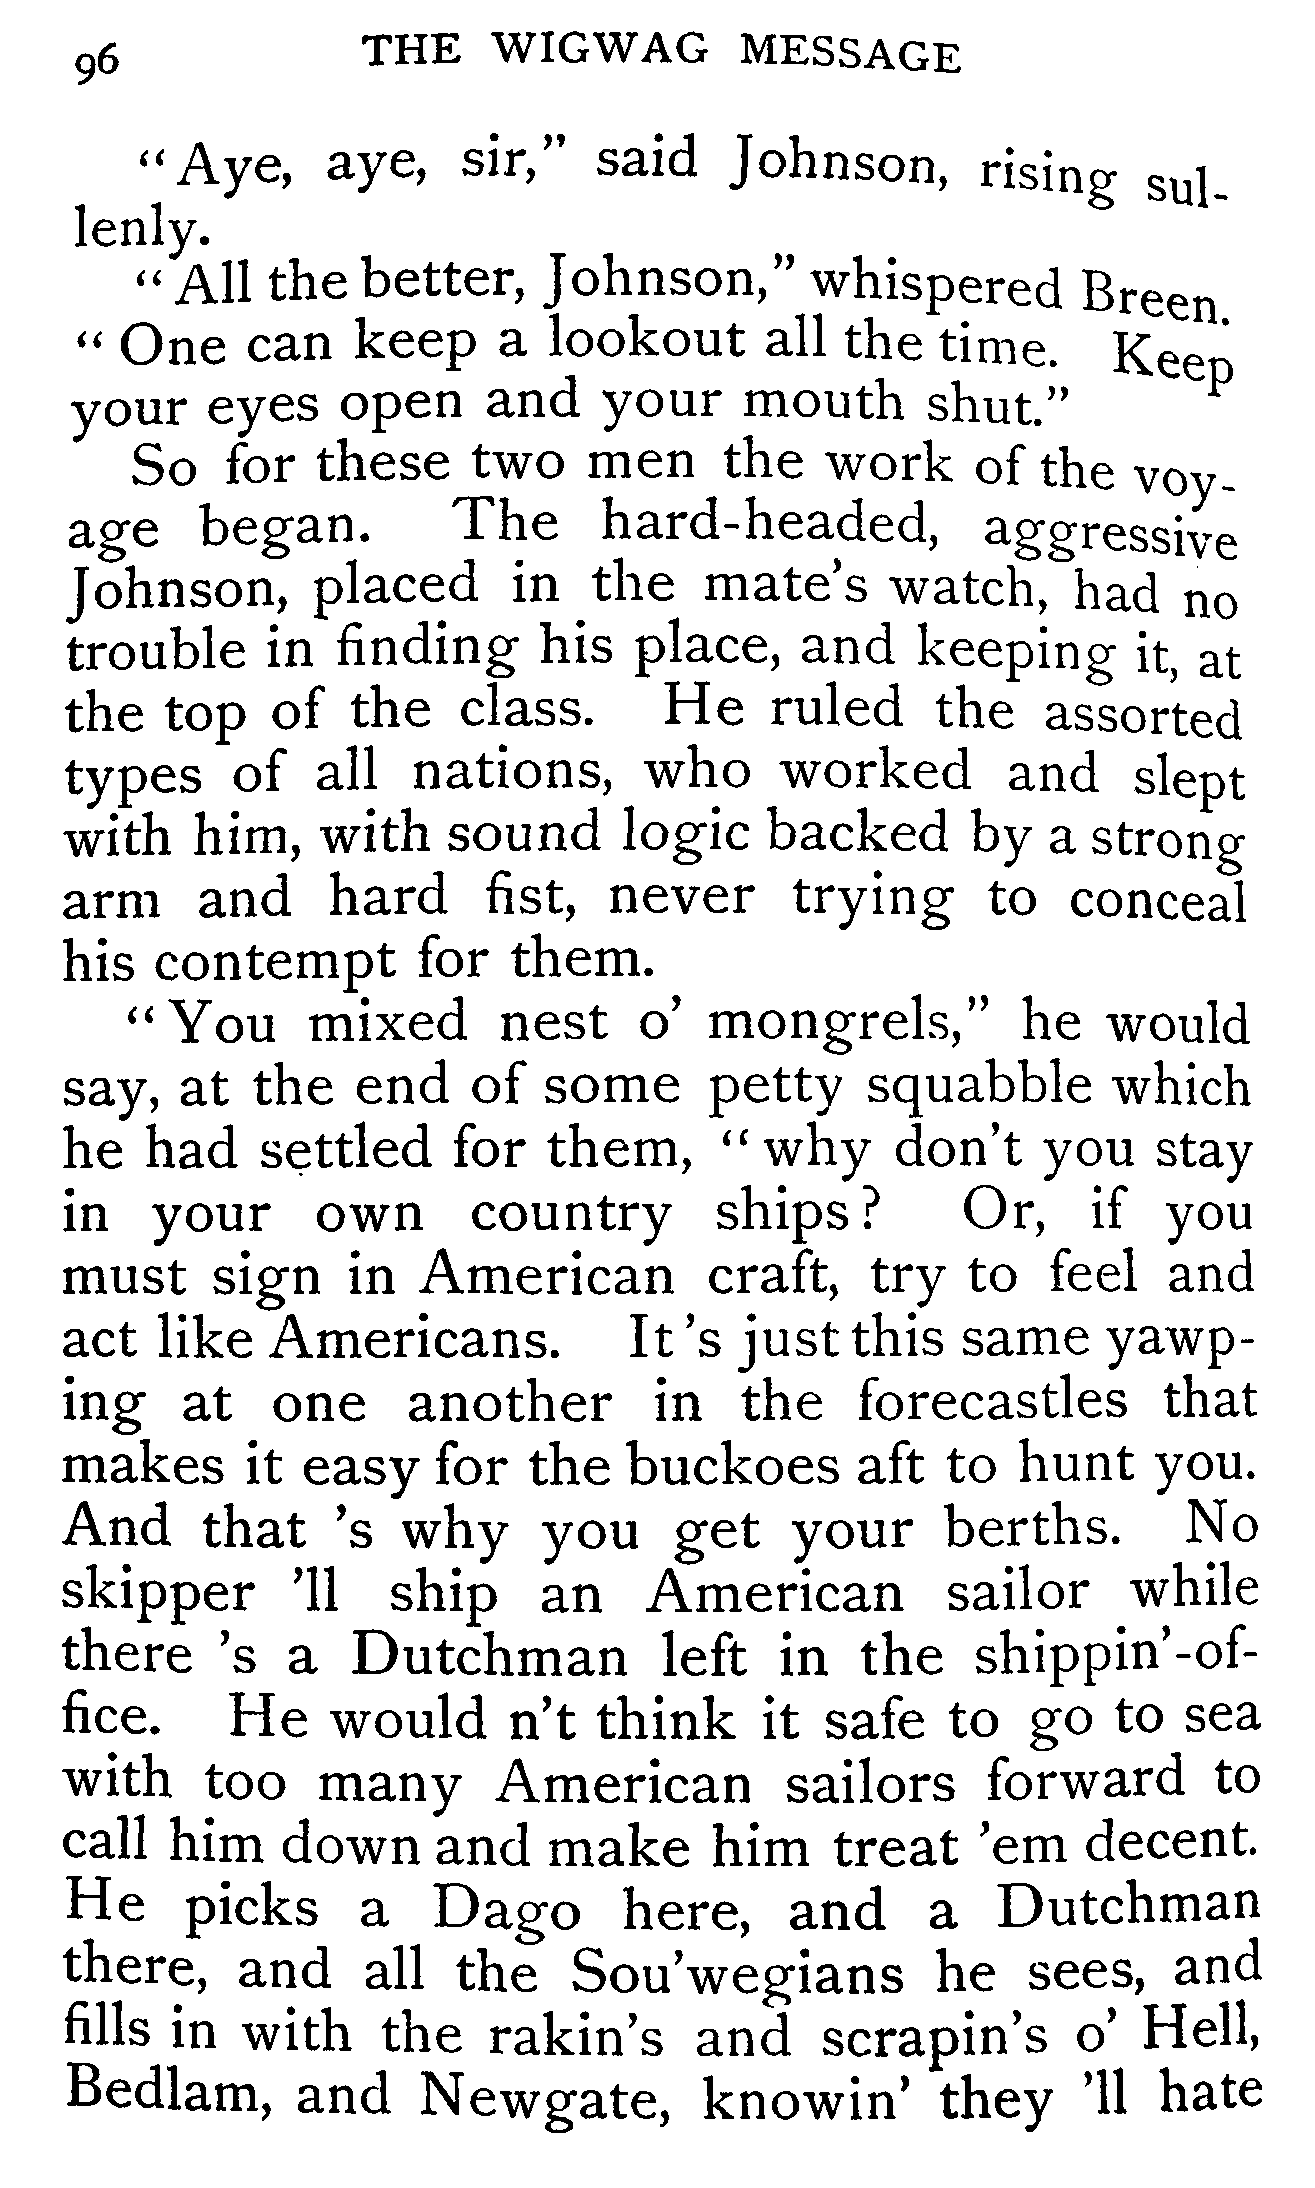 96 THE WIGWAG MESSAGE
"Aye, aye, sir," said Johnson, rising sul-
lenly.
"All the better, Johnson," whispered Breen.
"One can keep a lookout all the time. Keep
your eyes open and your mouth shut."
So for these two men the work of the voy-
age began. The hard-headed, aggressive
Johnson, placed in the mate's watch, had no
trouble in finding his place, and keeping it, at
the top of the class. He ruled the assorted
types of all nations, who worked and slept
with him, with sound logic backed by a strong
arm and hard fist, never trying to conceal
his contempt for them.
"You mixed nest o' mongrels," he would
say, at the end of some petty squabble which
he had settled for them, "why don't you stay
in your own country ships? Or, if you
must sign in American craft, try to feel and
act like Americans. It 's just this same yawp-
ing at one another in the forecastles that
makes it easy for the buckoes aft to hunt you.
And that 's why you get your berths. No
skipper 'll ship an American sailor while
there 's a Dutchman left in the shippin'-of-
fice. He would n't think it safe to go to sea
with too many American sailors forward to
call him down and make him treat 'em decent.
He picks a Dago here, and a Dutchman
there, and all the Sou'wegians he sees, and
fills in with the rakin's and scrapin's o' Hell,
Bedlam, and Newgate, knowin' they 'll hate